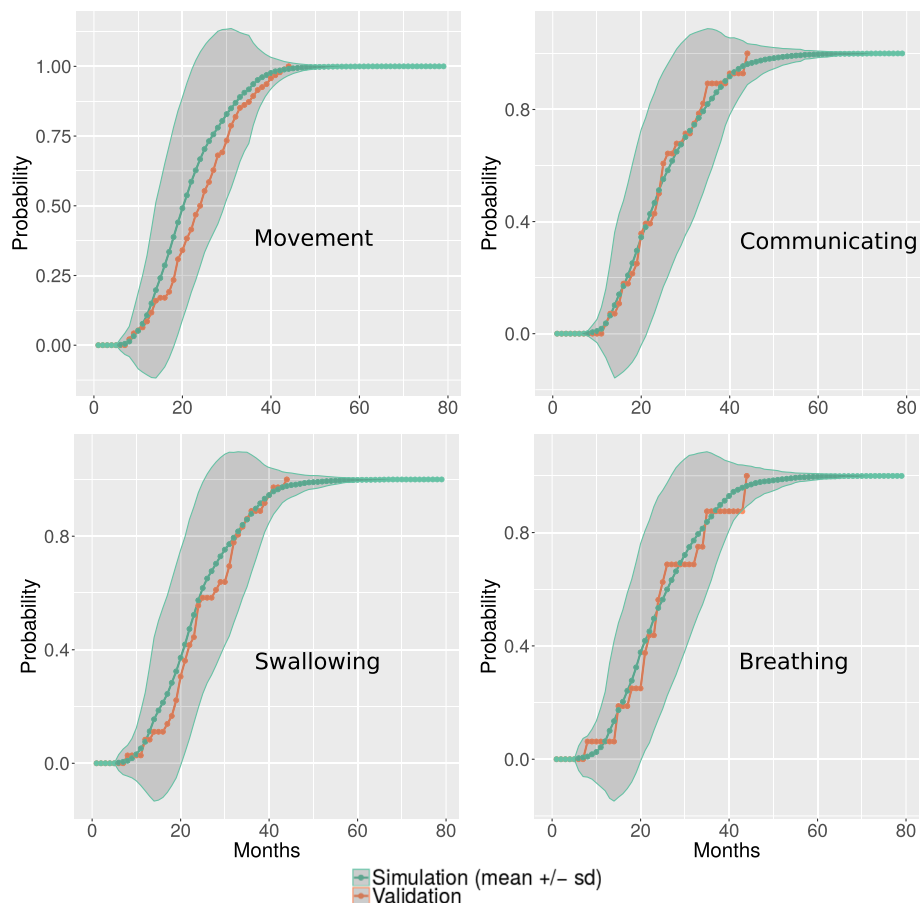 Probability
1.00
0.75
0.50
0.25
0.00
Movement
0 20 40 60 80
Probability
0.8
0.4
0.0
Communicating
0 20 40 60 80
Probability
0.8
0.4
0.0
Swallowing
0 20 40 60 80
Months
Probability
0.8
0.4
0.0
Breathing
0 20 40 60 80
Months
Simulation (mean +/− sd)
Validation